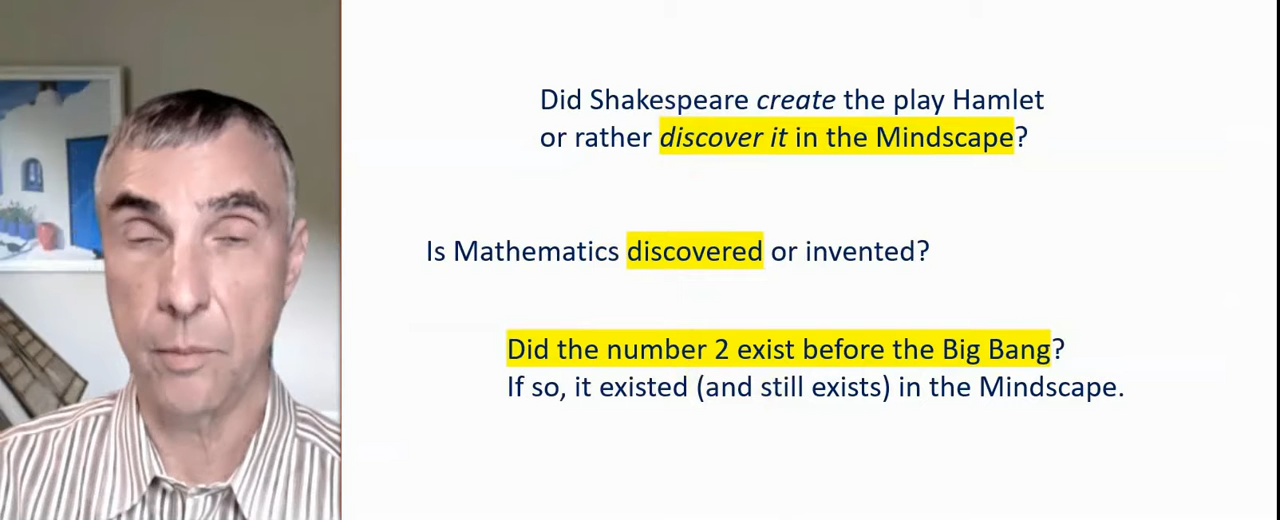 Did Shakespeare create the play Hamlet
or rather discover it in the Mindscape?
Is Mathematics discovered or invented?
Did the number 2 exist before the Big Bang?
If so, it existed (and still exists) in the Mindscape.